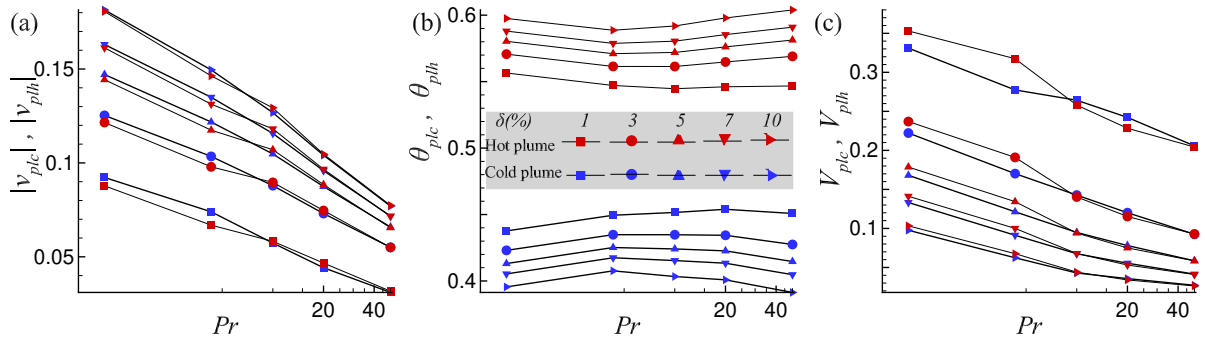 (a)
|v_plc| , |v_plh|
0.15
0.1
0.05
20
40
Pr
(b)
θ_plc , θ_plh
0.6
0.5
0.4
δ(%) 1 3 5 7 10
Hot plume
Cold plume
20
40
Pr
(c)
V_plc, V_plh
0.3
0.2
0.1
20
40
Pr